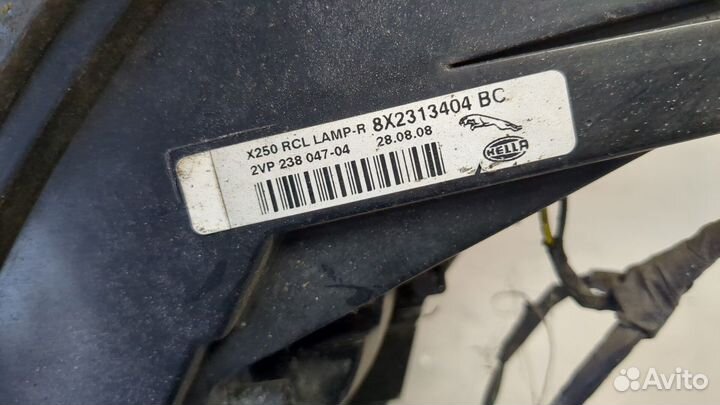 X250 RCL LAMP-R 8X2313404 BC
2VP 238 047-04 28.08.08
HELLA
Avito